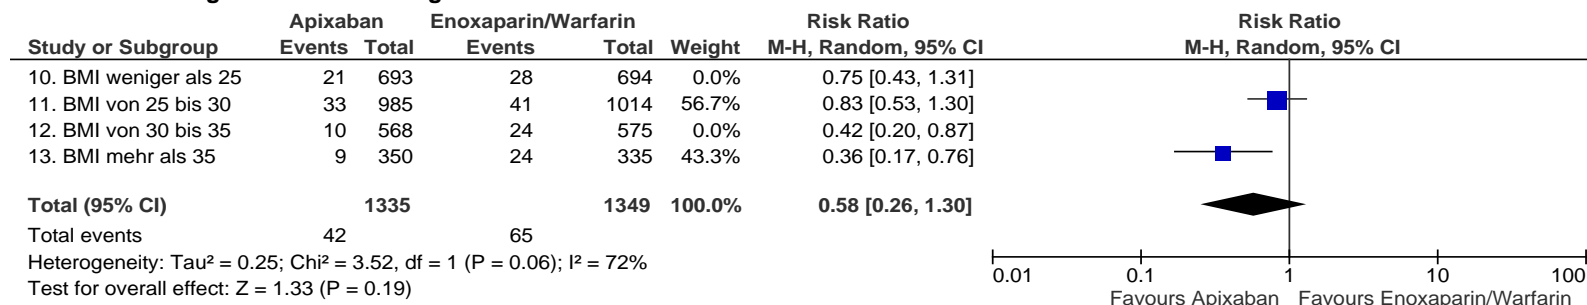 Apixaban Enoxaparin/Warfarin Risk Ratio Risk Ratio
Study or Subgroup Events Total Events Total Weight M-H, Random, 95% CI M-H, Random, 95% CI
10. BMI weniger als 25 21 693 28 694 0.0% 0.75 [0.43, 1.31]
11. BMI von 25 bis 30 33 985 41 1014 56.7% 0.83 [0.53, 1.30]
12. BMI von 30 bis 35 10 568 24 575 0.0% 0.42 [0.20, 0.87]
13. BMI mehr als 35 9 350 24 335 43.3% 0.36 [0.17, 0.76]
Total (95% CI) 1335 1349 100.0% 0.58 [0.26, 1.30]
Total events 42 65
Heterogeneity: Tau² = 0.25; Chi² = 3.52, df = 1 (P = 0.06); I² = 72%
Test for overall effect: Z = 1.33 (P = 0.19)
0.01 0.1 1 10 100
Favours Apixaban Favours Enoxaparin/Warfarin